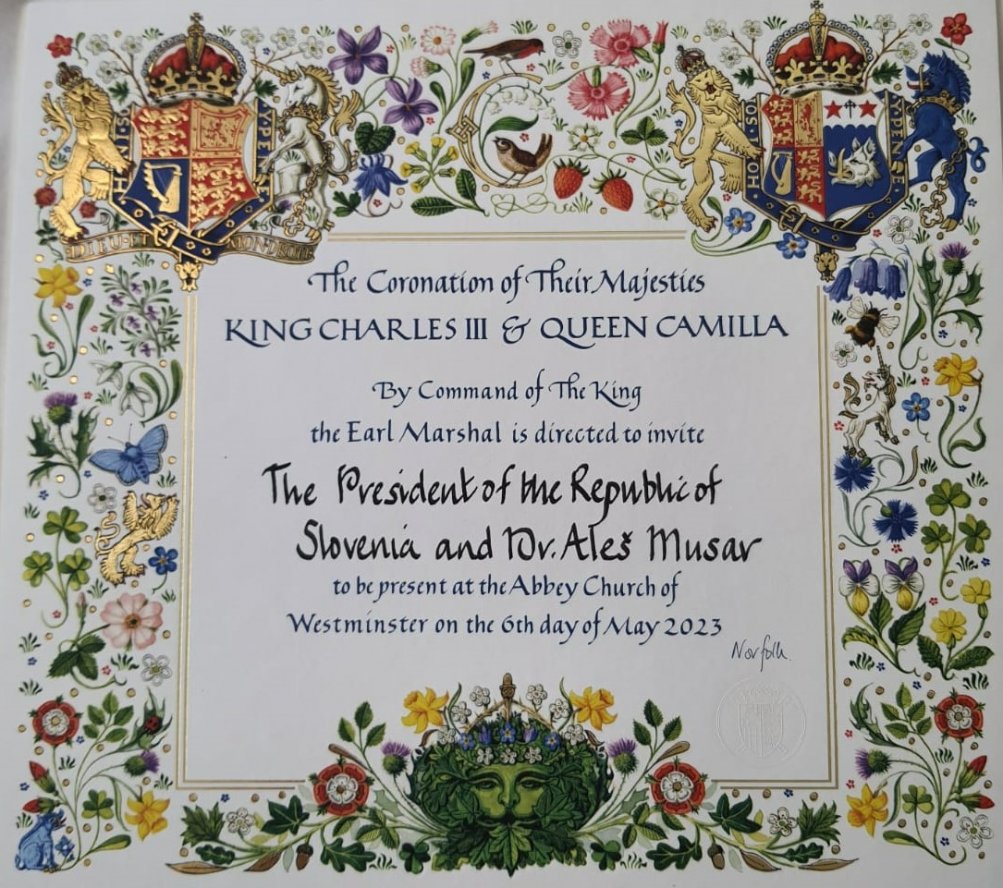 The Coronation of Their Majesties
KING CHARLES III & QUEEN CAMILLA
By Command of The King
the Earl Marshal is directed to invite
The President of the Republic of
Slovenia and Dr. Aleš Musar
to be present at the Abbey Church of
Westminster on the 6th day of May 2023
Norfolk.